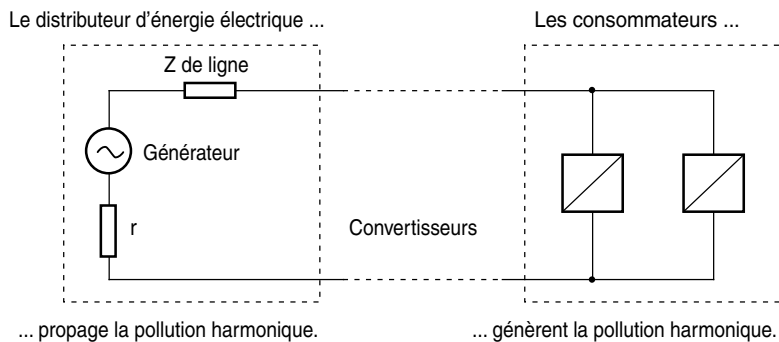 Le distributeur d'énergie électrique ...
Les consommateurs ...
Z de ligne
Générateur
r
Convertisseurs
... propage la pollution harmonique.
... génèrent la pollution harmonique.